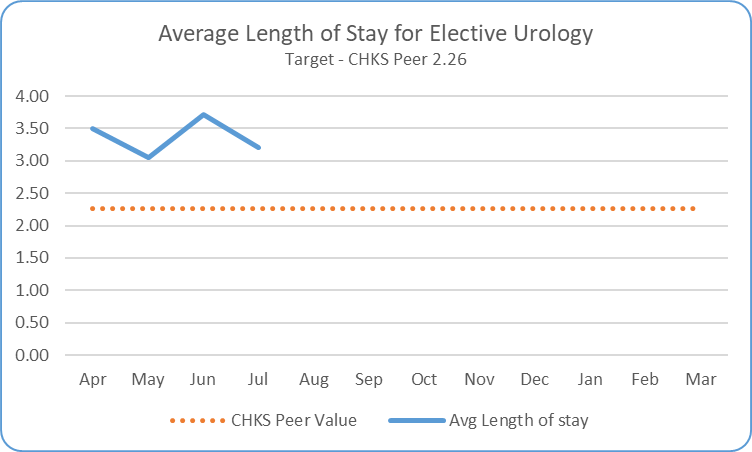 Average Length of Stay for Elective Urology
Target - CHKS Peer 2.26
4.00
3.50
3.00
2.50
2.00
1.50
1.00
0.50
0.00
Apr May Jun Jul Aug Sep Oct Nov Dec Jan Feb Mar
CHKS Peer Value Avg Length of stay